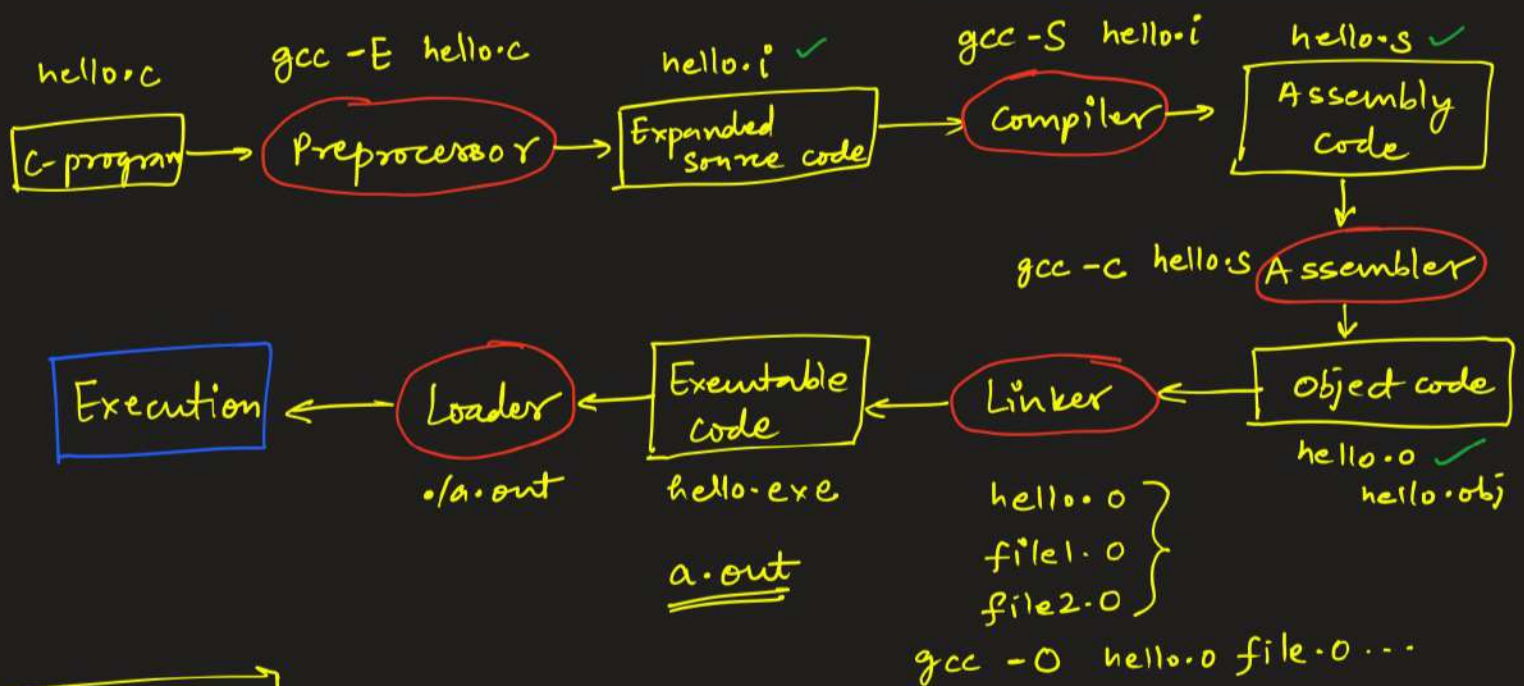 hello.c
gcc -E hello.c
hello.i ✓
gcc -S hello.i
hello.s ✓
C-program
Preprocessor
Expanded
source code
Compiler
Assembly
Code
gcc -c hello.s
Assembler
Execution
Loader
Executable
code
Linker
Object code
./a.out
hello.exe
hello.o ✓
hello.obj
a.out
hello.o
file1.o
file2.o
gcc -O hello.o file.o ...